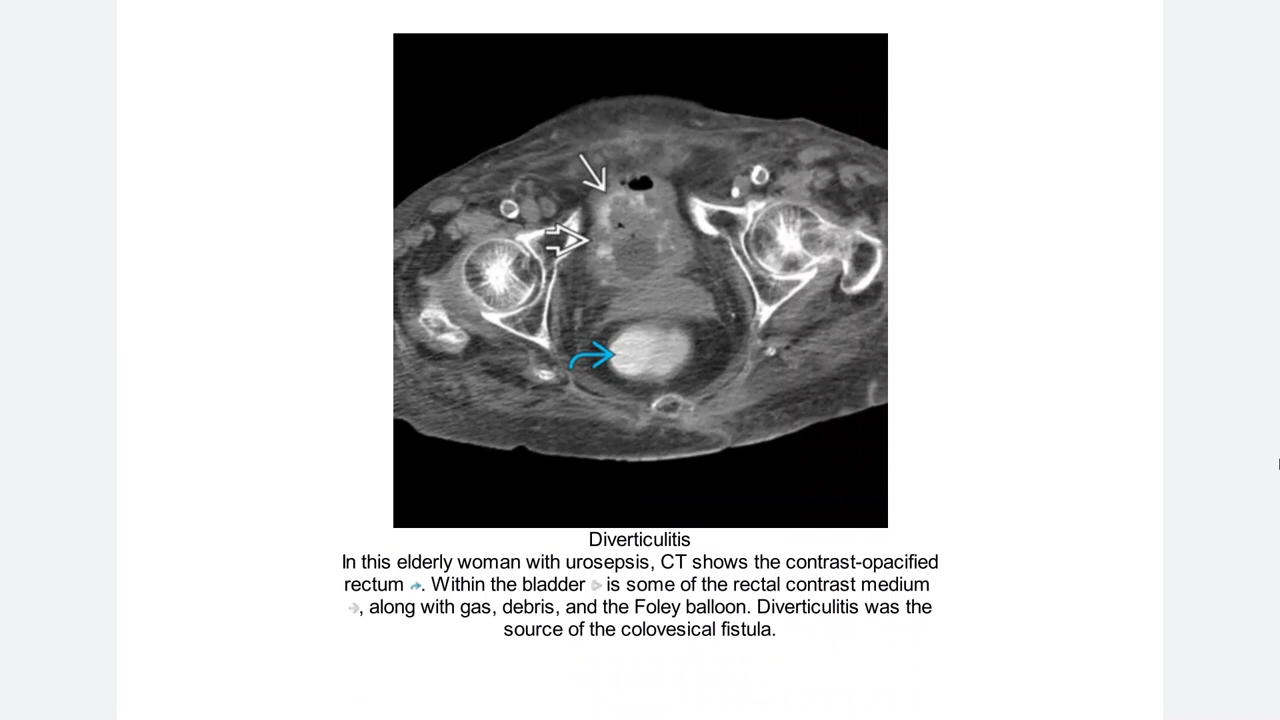 Diverticulitis
In this elderly woman with urosepsis, CT shows the contrast-opacified
rectum . Within the bladder is some of the rectal contrast medium
, along with gas, debris, and the Foley balloon. Diverticulitis was the
source of the colovesical fistula.